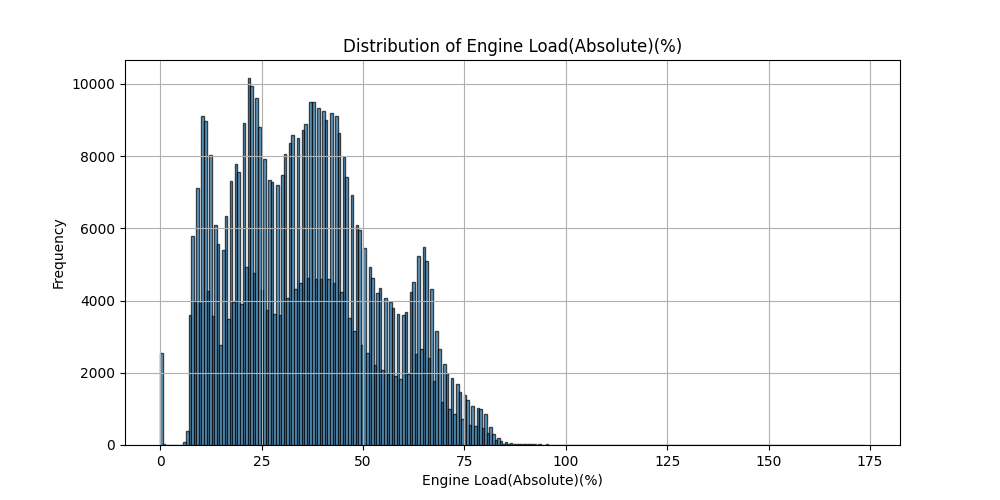 Distribution of Engine Load(Absolute)(%)
10000
8000
6000
4000
2000
0
Frequency
0 25 50 75 100 125 150 175
Engine Load(Absolute)(%)